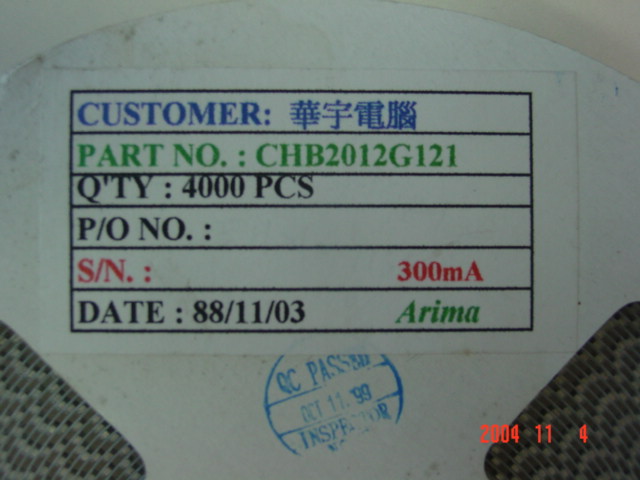 CUSTOMER: 華宇電腦
PART NO. : CHB2012G121
Q'TY : 4000 PCS
P/O NO. :
S/N. : 300mA
DATE : 88/11/03 Arima
QC PASSED
OCT 11. '99
INSPECTOR
2004 11 4